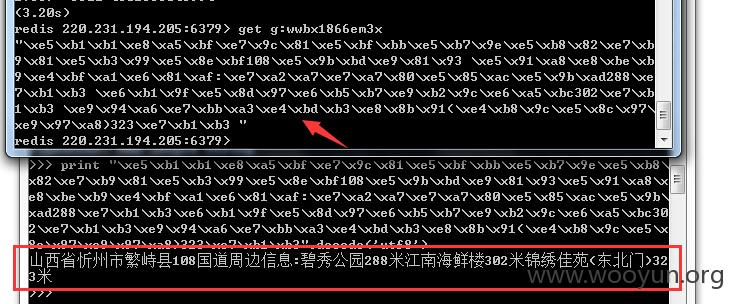 (3.20s)
redis 220.231.194.205:6379> get g:wwbx1866em3x
"\xe5\xb1\xb1\xe8\xa5\xbf\xe7\x9c\x81\xe5\xbf\xbb\xe5\xb7\x9e\xe5\xb8\x82\xe7\xb
9\x81\xe5\xb3\x99\xe5\x8e\xbf108\xe5\x9b\xbd\xe9\x81\x93 \xe5\x91\xa8\xe8\xbe\xb
9\xe4\xbf\xa1\xe6\x81\xaf:\xe7\xa2\xa7\xe7\xa7\x80\xe5\x85\xac\xe5\x9b\xad288\xe
7\xb1\xb3 \xe6\xb1\x9f\xe5\x8d\x97\xe6\xb5\xb7\xe9\xb2\x9c\xe6\xa5\xbc302\xe7\xb
1\xb3 \xe9\x94\xa6\xe7\xbb\xa3\xe4\xbd\xb3\xe8\x8b\x91(\xe4\xb8\x9c\xe5\x8c\x97\
xe9\x97\xa8)323\xe7\xb1\xb3 "
redis 220.231.194.205:6379>
>>> print "\xe5\xb1\xb1\xe8\xa5\xbf\xe7\x9c\x81\xe5\xbf\xbb\xe5\xb7\x9e\xe5\xb8\
x82\xe7\xb9\x81\xe5\xb3\x99\xe5\x8e\xbf108\xe5\x9b\xbd\xe9\x81\x93\xe5\x91\xa8\x
e8\xbe\xb9\xe4\xbf\xa1\xe6\x81\xaf:\xe7\xa2\xa7\xe7\xa7\x80\xe5\x85\xac\xe5\x9b\
xad288\xe7\xb1\xb3\xe6\xb1\x9f\xe5\x8d\x97\xe6\xb5\xb7\xe9\xb2\x9c\xe6\xa5\xbc30
2\xe7\xb1\xb3\xe9\x94\xa6\xe7\xbb\xa3\xe4\xbd\xb3\xe8\x8b\x91(\xe4\xb8\x9c\xe5\x
8c\x97\xe9\x97\xa8)323\xe7\xb1\xb3".decode('utf8')
山西省忻州市繁峙县108国道周边信息:碧秀公园288米江南海鲜楼302米锦绣佳苑(东北门)32
3米
>>>
www.wooyun.org